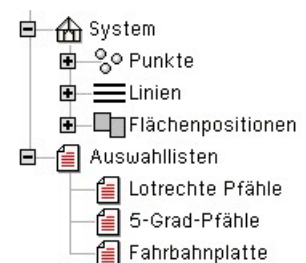 System
Punkte
Linien
Flächenpositionen
Auswahllisten
Lotrechte Pfähle
5-Grad-Pfähle
Fahrbahnplatte